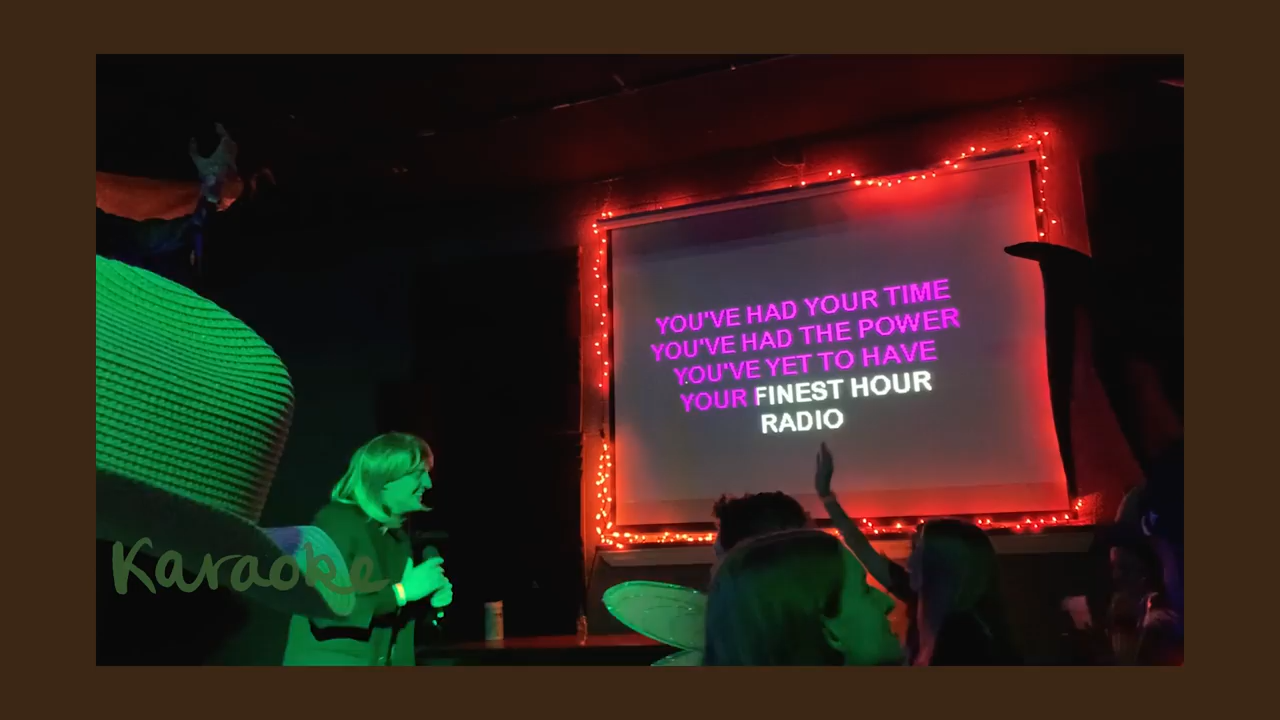 YOU'VE HAD YOUR TIME
YOU'VE HAD THE POWER
YOU'VE YET TO HAVE
YOUR FINEST HOUR
RADIO
Karaoke